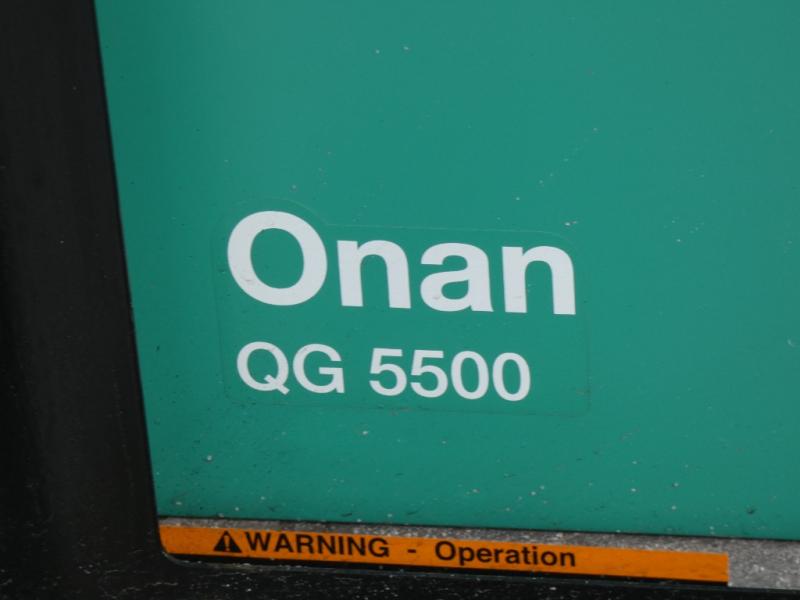 Onan
QG 5500
WARNING - Operation